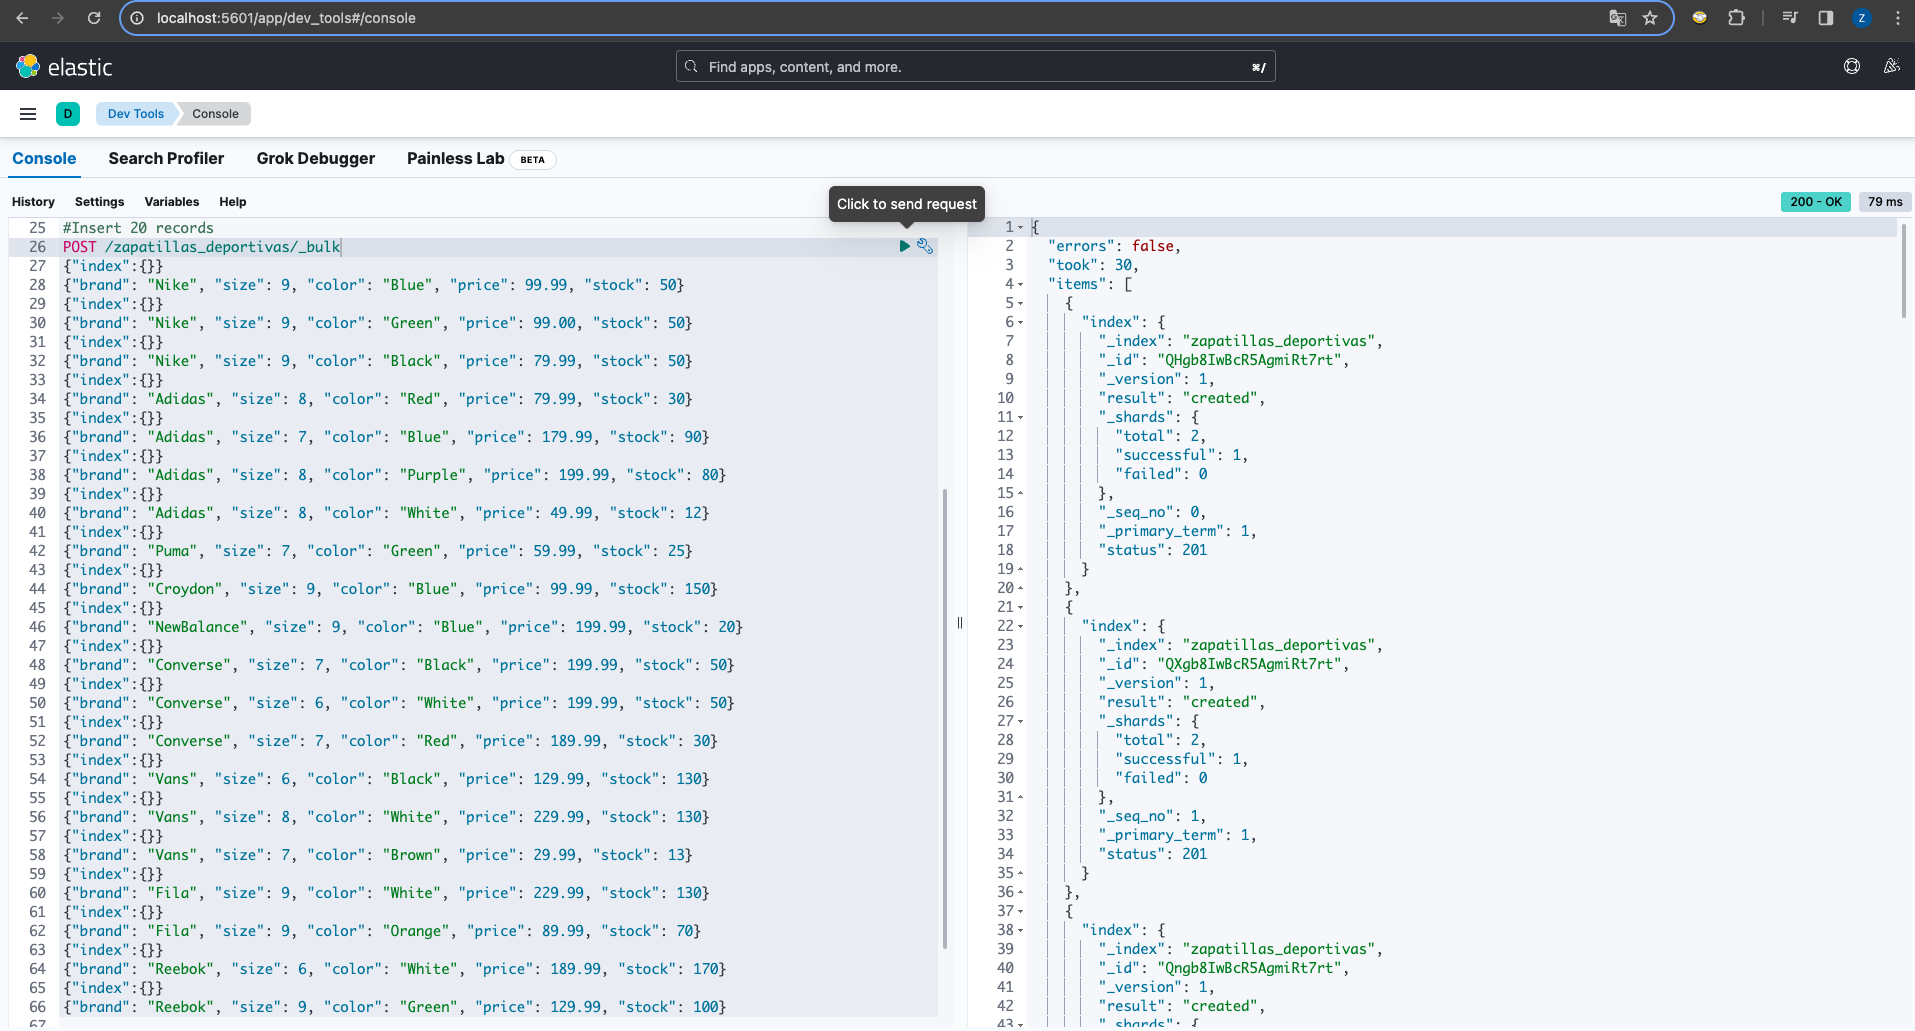 localhost:5601/app/dev_tools#/console
Z
elastic
Find apps, content, and more.
⌘/
D
Dev Tools
Console
Console
Search Profiler
Grok Debugger
Painless Lab
BETA
History
Settings
Variables
Help
Click to send request
200 - OK
79 ms
25 #Insert 20 records
26 POST /zapatillas_deportivas/_bulk
27 {"index":{}}
28 {"brand": "Nike", "size": 9, "color": "Blue", "price": 99.99, "stock": 50}
29 {"index":{}}
30 {"brand": "Nike", "size": 9, "color": "Green", "price": 99.00, "stock": 50}
31 {"index":{}}
32 {"brand": "Nike", "size": 9, "color": "Black", "price": 79.99, "stock": 50}
33 {"index":{}}
34 {"brand": "Adidas", "size": 8, "color": "Red", "price": 79.99, "stock": 30}
35 {"index":{}}
36 {"brand": "Adidas", "size": 7, "color": "Blue", "price": 179.99, "stock": 90}
37 {"index":{}}
38 {"brand": "Adidas", "size": 8, "color": "Purple", "price": 199.99, "stock": 80}
39 {"index":{}}
40 {"brand": "Adidas", "size": 8, "color": "White", "price": 49.99, "stock": 12}
41 {"index":{}}
42 {"brand": "Puma", "size": 7, "color": "Green", "price": 59.99, "stock": 25}
43 {"index":{}}
44 {"brand": "Croydon", "size": 9, "color": "Blue", "price": 99.99, "stock": 150}
45 {"index":{}}
46 {"brand": "NewBalance", "size": 9, "color": "Blue", "price": 199.99, "stock": 20}
47 {"index":{}}
48 {"brand": "Converse", "size": 7, "color": "Black", "price": 199.99, "stock": 50}
49 {"index":{}}
50 {"brand": "Converse", "size": 6, "color": "White", "price": 199.99, "stock": 50}
51 {"index":{}}
52 {"brand": "Converse", "size": 7, "color": "Red", "price": 189.99, "stock": 30}
53 {"index":{}}
54 {"brand": "Vans", "size": 6, "color": "Black", "price": 129.99, "stock": 130}
55 {"index":{}}
56 {"brand": "Vans", "size": 8, "color": "White", "price": 229.99, "stock": 130}
57 {"index":{}}
58 {"brand": "Vans", "size": 7, "color": "Brown", "price": 29.99, "stock": 13}
59 {"index":{}}
60 {"brand": "Fila", "size": 9, "color": "White", "price": 229.99, "stock": 130}
61 {"index":{}}
62 {"brand": "Fila", "size": 9, "color": "Orange", "price": 89.99, "stock": 70}
63 {"index":{}}
64 {"brand": "Reebok", "size": 6, "color": "White", "price": 189.99, "stock": 170}
65 {"index":{}}
66 {"brand": "Reebok", "size": 9, "color": "Green", "price": 129.99, "stock": 100}
67
1 {
2 "errors": false,
3 "took": 30,
4 "items": [
5 {
6 "index": {
7 "_index": "zapatillas_deportivas",
8 "_id": "QHgb8IwBcR5AgmiRt7rt",
9 "_version": 1,
10 "result": "created",
11 "_shards": {
12 "total": 2,
13 "successful": 1,
14 "failed": 0
15 },
16 "_seq_no": 0,
17 "_primary_term": 1,
18 "status": 201
19 }
20 },
21 {
22 "index": {
23 "_index": "zapatillas_deportivas",
24 "_id": "QXgb8IwBcR5AgmiRt7rt",
25 "_version": 1,
26 "result": "created",
27 "_shards": {
28 "total": 2,
29 "successful": 1,
30 "failed": 0
31 },
32 "_seq_no": 1,
33 "_primary_term": 1,
34 "status": 201
35 }
36 },
37 {
38 "index": {
39 "_index": "zapatillas_deportivas",
40 "_id": "Qngb8IwBcR5AgmiRt7rt",
41 "_version": 1,
42 "result": "created",
43 "_shards": {